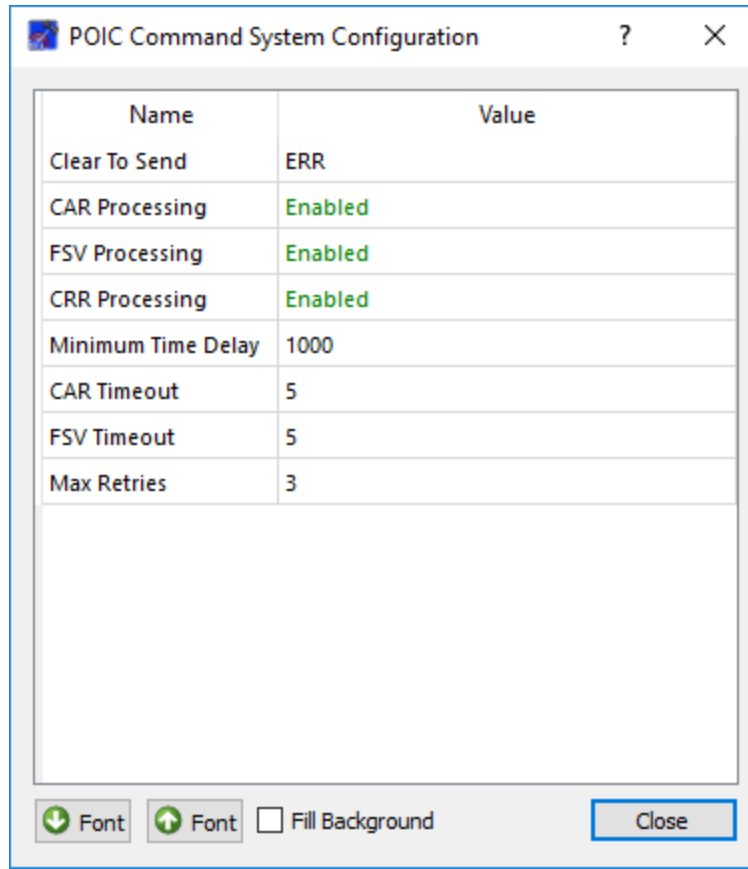 POIC Command System Configuration ?
Name Value
Clear To Send ERR
CAR Processing Enabled
FSV Processing Enabled
CRR Processing Enabled
Minimum Time Delay 1000
CAR Timeout 5
FSV Timeout 5
Max Retries 3
Font Font Fill Background Close